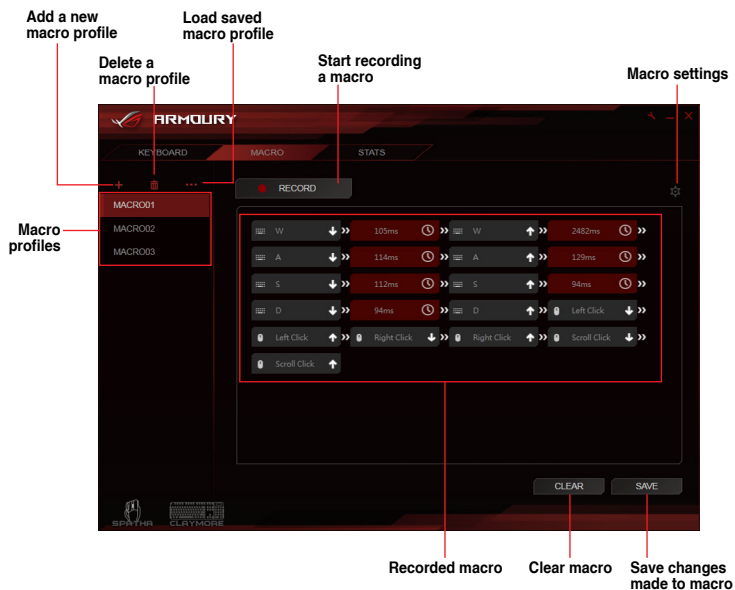 Add a new
macro profile
Load saved
macro profile
Delete a
macro profile
Start recording
a macro
Macro settings
ARMOURY
KEYBOARD MACRO STATS
RECORD
Macro
profiles
MACRO01
MACRO02
MACRO03
W 105ms W 2482ms
A 114ms A 129ms
S 112ms S 94ms
D 94ms D Left Click
Left Click Right Click Right Click Scroll Click
Scroll Click
CLEAR SAVE
SPATHA CLAYMORE
Recorded macro
Clear macro
Save changes
made to macro